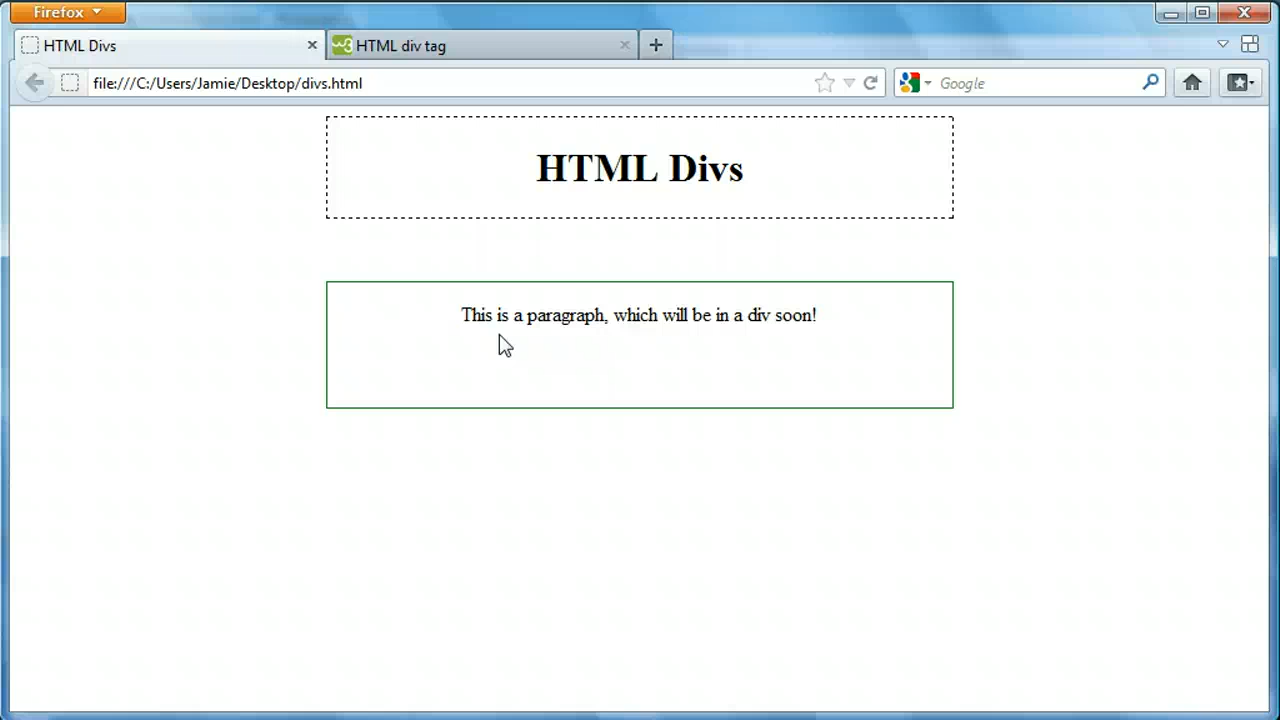 Firefox
HTML Divs
w3 HTML div tag
file:///C:/Users/Jamie/Desktop/divs.html
Google
HTML Divs
This is a paragraph, which will be in a div soon!